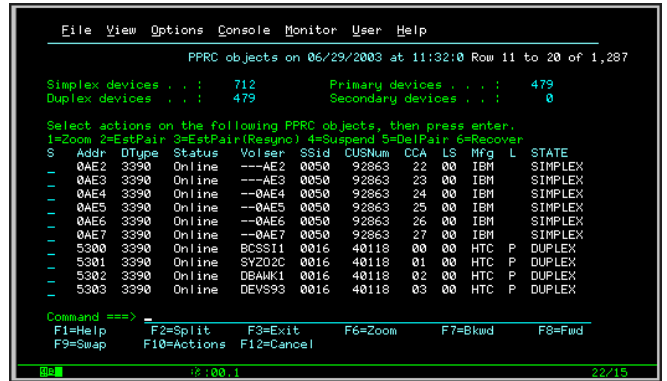 File View Options Console Monitor User Help
PPRC objects on 06/29/2003 at 11:32:0 Row 11 to 20 of 1,287
Simplex devices . . : 712 Primary devices . . . : 479
Duplex devices . . : 479 Secondary devices . . : 0
Select actions on the following PPRC objects, then press enter.
1=Zoom 2=EstPair 3=EstPair(Resync) 4=Suspend 5=DelPair 6=Recover
S Addr DType Status Volser SSid CUSNum CCA LS Mfg L STATE
_ 0AE2 3390 Online ---AE2 0050 92863 22 00 IBM SIMPLEX
_ 0AE3 3390 Online ---AE3 0050 92863 23 00 IBM SIMPLEX
_ 0AE4 3390 Online --0AE4 0050 92863 24 00 IBM SIMPLEX
_ 0AE5 3390 Online --0AE5 0050 92863 25 00 IBM SIMPLEX
_ 0AE6 3390 Online --0AE6 0050 92863 26 00 IBM SIMPLEX
_ 0AE7 3390 Online --0AE7 0050 92863 27 00 IBM SIMPLEX
_ 5300 3390 Online BCSSI1 0016 40118 00 00 HTC P DUPLEX
_ 5301 3390 Online SYZO2C 0016 40118 01 00 HTC P DUPLEX
_ 5302 3390 Online DBAWK1 0016 40118 02 00 HTC P DUPLEX
_ 5303 3390 Online DEVS93 0016 40118 03 00 HTC P DUPLEX
Command ===> _
F1=Help F2=Split F3=Exit F6=Zoom F7=Bkwd F8=Fwd
F9=Swap F10=Actions F12=Cancel
:00.1 22/15